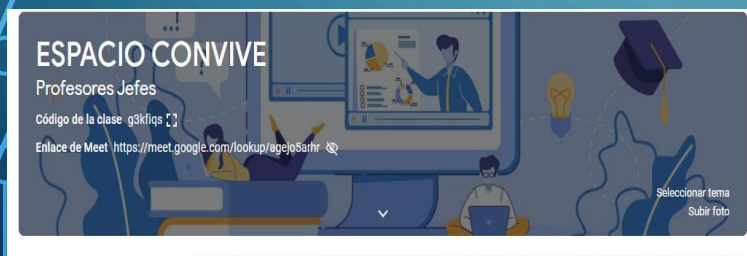 ESPACIO CONVIVE
Profesores Jefes
Código de la clase g3kfiqs
Enlace de Meet https://meet.google.com/lookup/agejo5arhr
Seleccionar tema
Subir foto